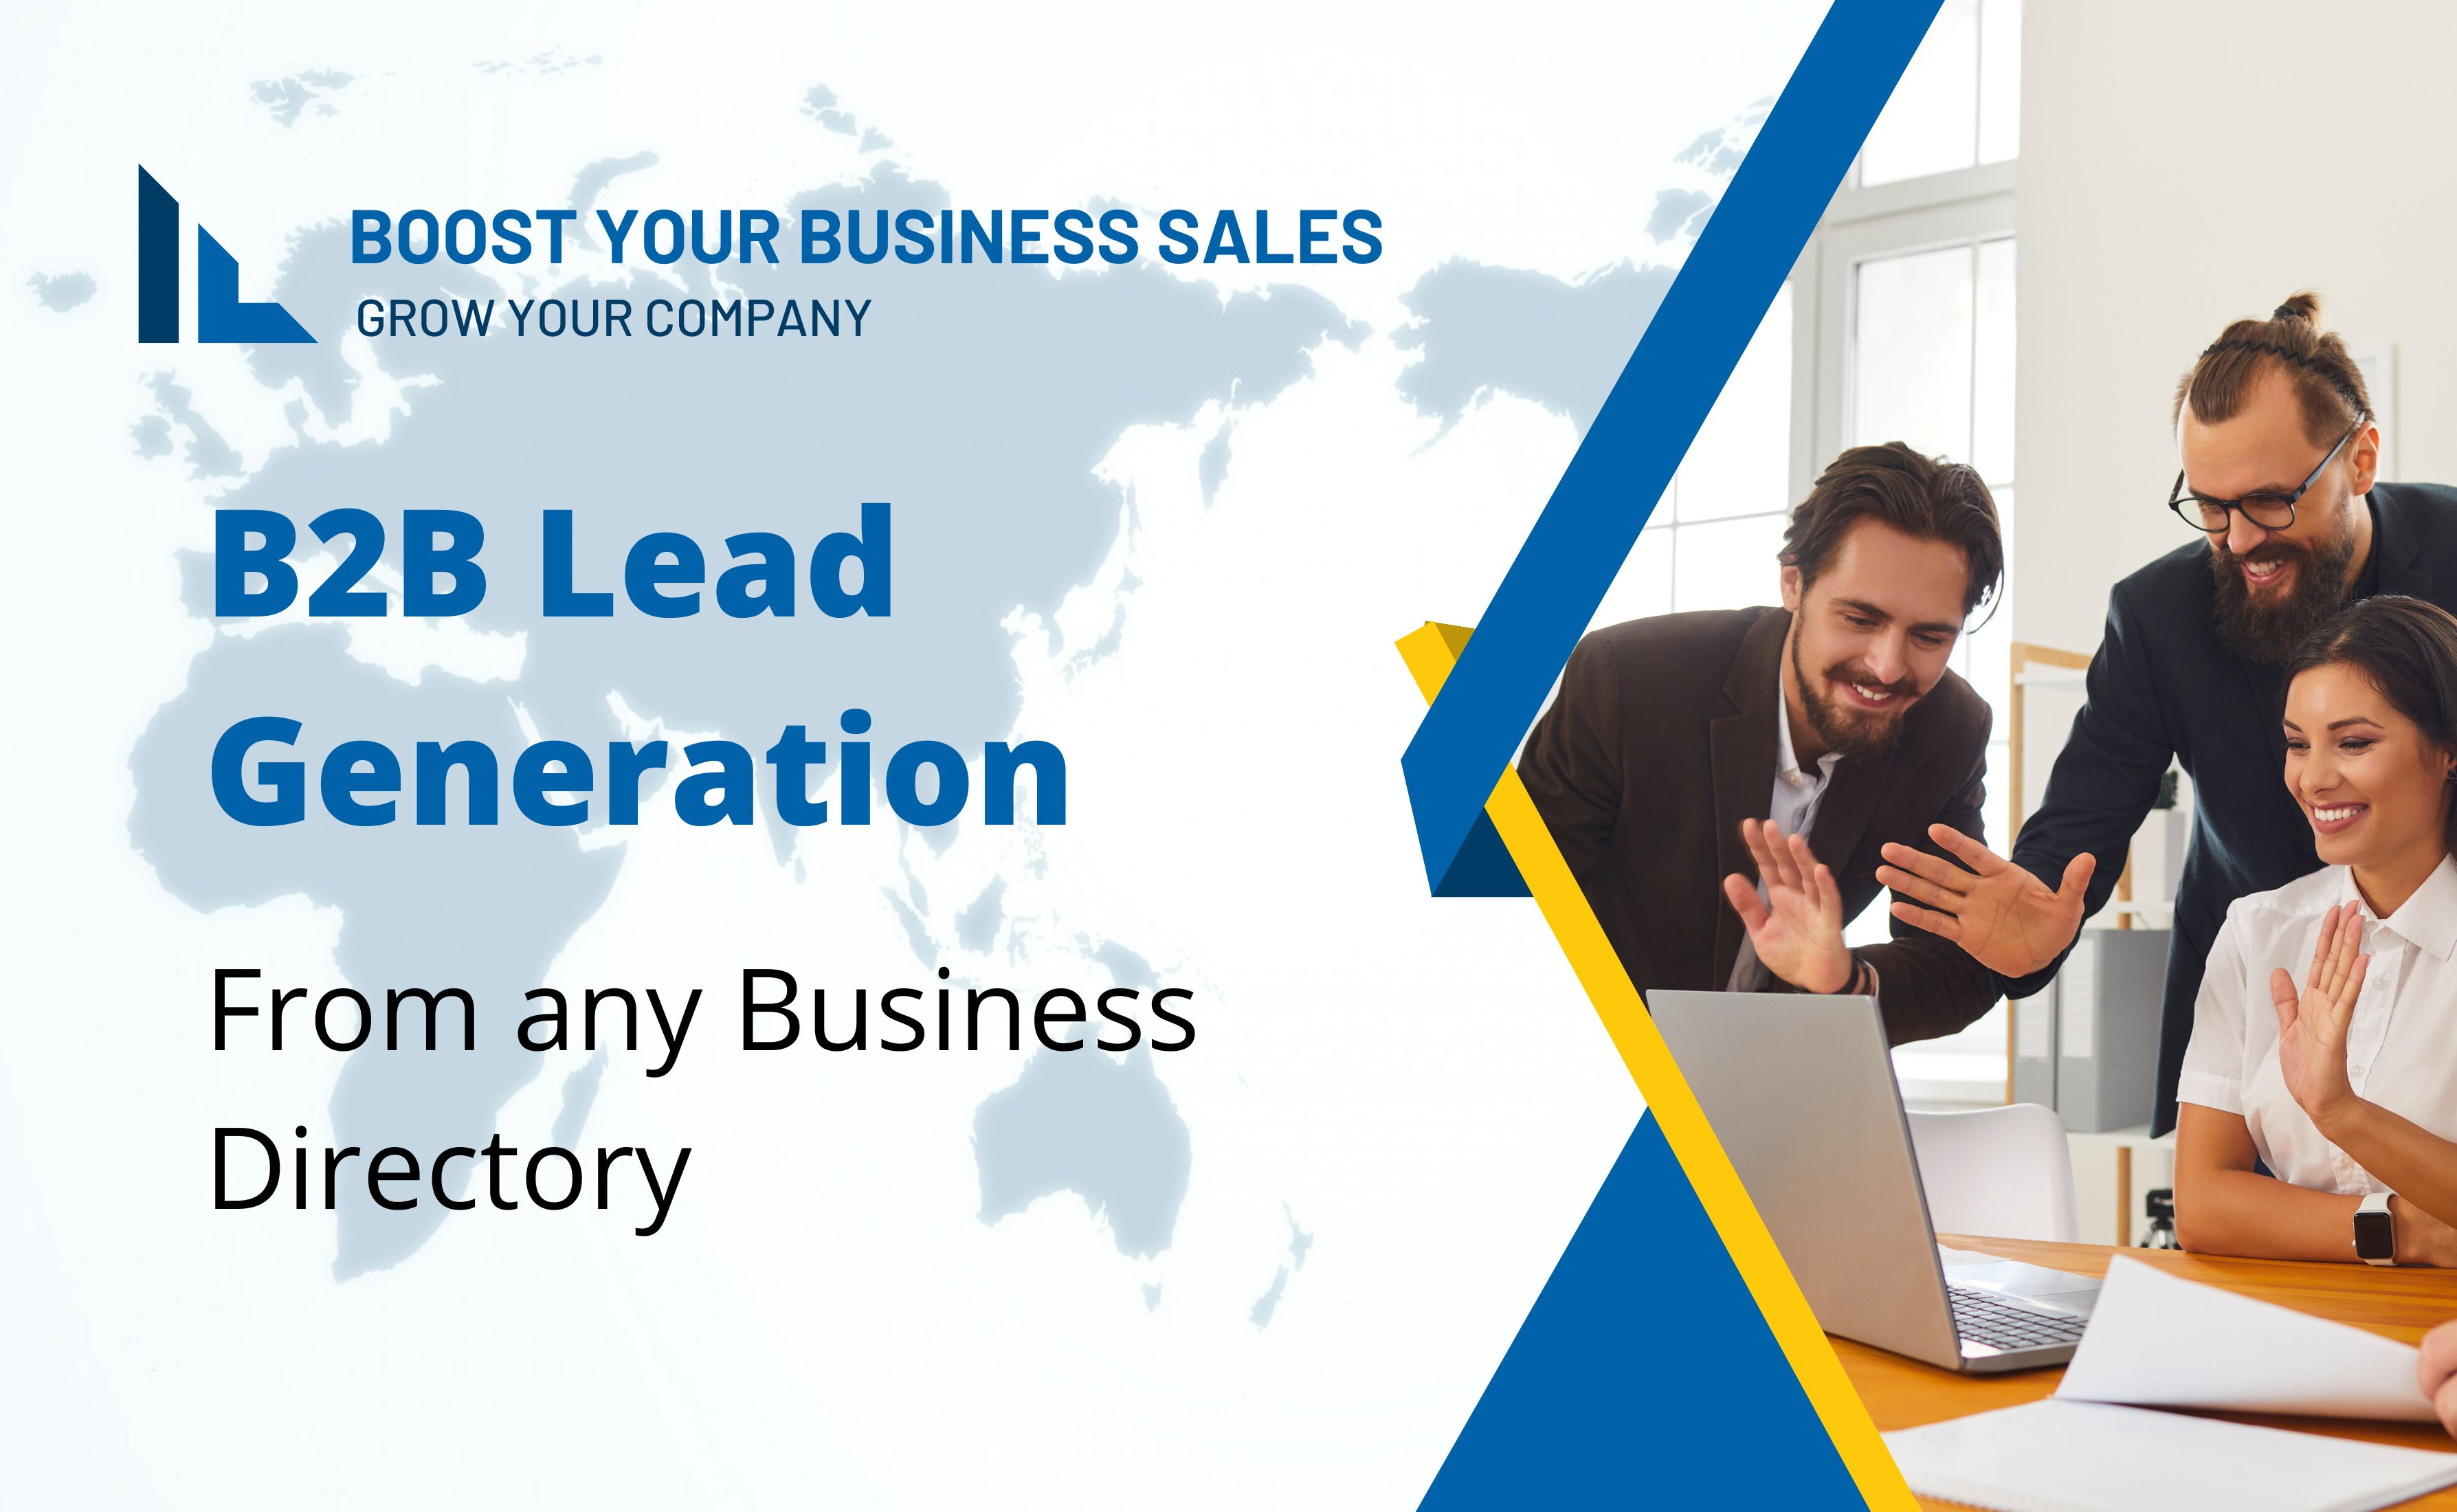 BOOST YOUR BUSINESS SALES
GROW YOUR COMPANY
B2B Lead
Generation
From any Business
Directory